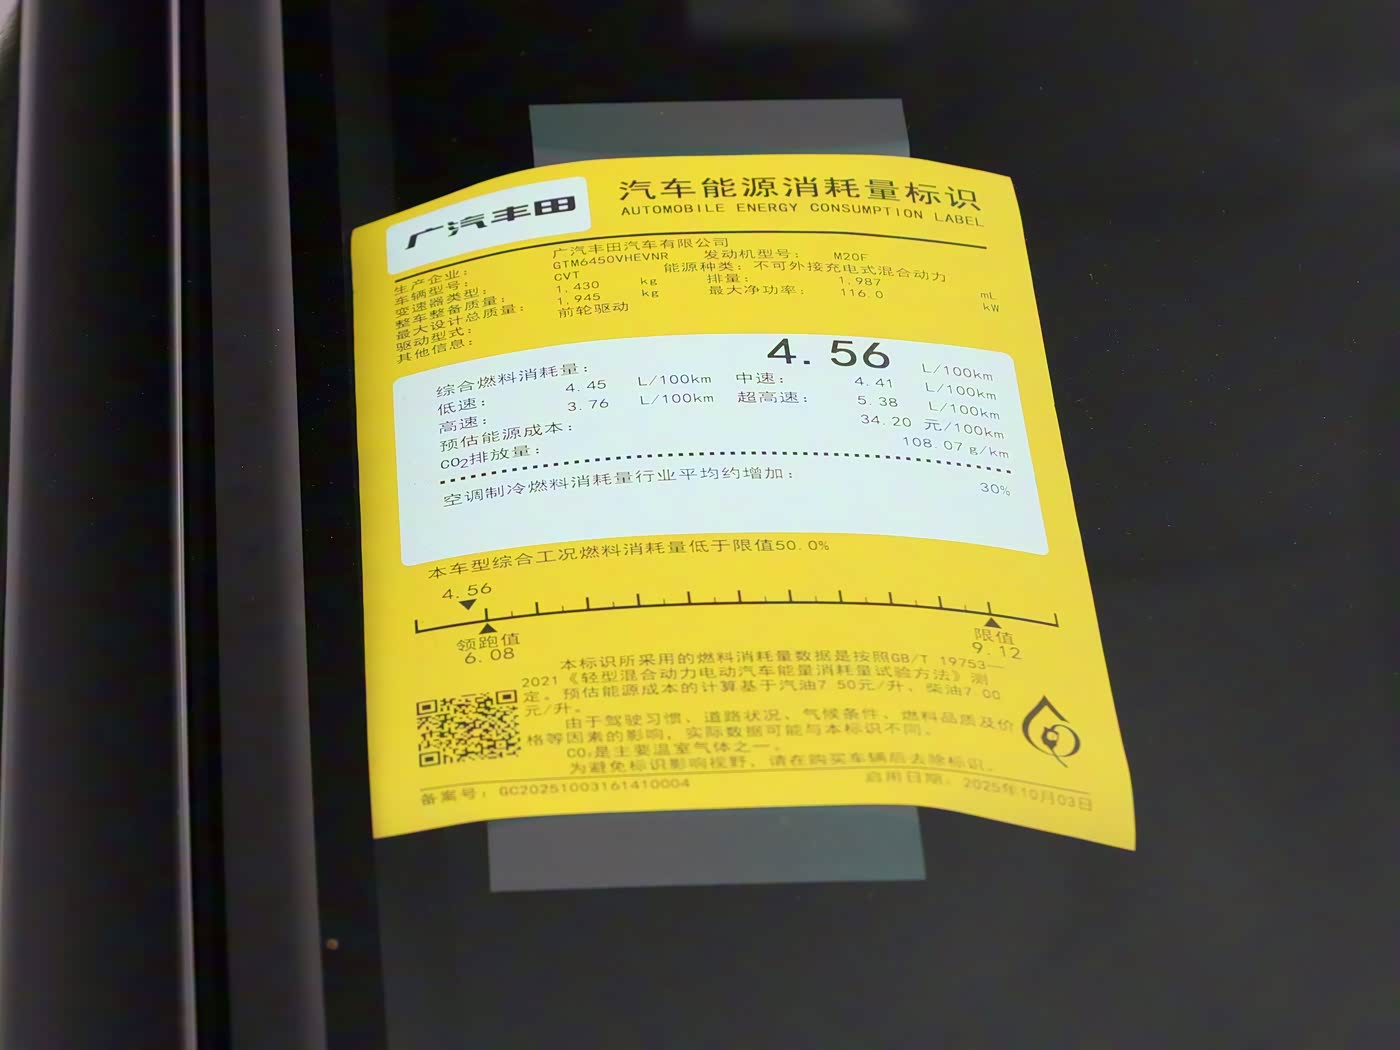 广汽丰田
汽车能源消耗量标识
AUTOMOBILE ENERGY CONSUMPTION LABEL
生产企业: 广汽丰田汽车有限公司
车辆型号: GTM6450VHEVNR 发动机型号: M20F
变速器类型: CVT 能源种类: 不可外接充电式混合动力
整车整备质量: 1,430 kg 排量: 1,987 mL
最大设计总质量: 1,945 kg 最大净功率: 116.0 kW
驱动型式: 前轮驱动
其他信息:
综合燃料消耗量: 4.56 L/100km
低速: 4.45 L/100km 中速: 4.41 L/100km
高速: 3.76 L/100km 超高速: 5.38 L/100km
预估能源成本: 34.20 元/100km
CO2排放量: 108.07 g/km
空调制冷燃料消耗量行业平均约增加: 30%
本车型综合工况燃料消耗量低于限值50.0%
4.56
领跑值 限值
6.08 9.12
本标识所采用的燃料消耗量数据是按照GB/T 19753—
2021《轻型混合动力电动汽车能量消耗量试验方法》测
定。预估能源成本的计算基于汽油7.50元/升、柴油7.00
元/升。
由于驾驶习惯、道路状况、气候条件、燃料品质及价
格等因素的影响，实际数据可能与本标识不同。
CO₂是主要温室气体之一。
为避免标识影响视野，请在购买车辆后去除标识。
备案号: GC20251003161410004 启用日期: 2025年10月03日